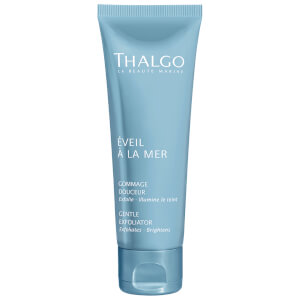 THALGO
LA BEAUTÉ MARINE
ÉVEIL
À LA MER
GOMMAGE
DOUCEUR
Exfolie - Illumine le teint
GENTLE
EXFOLIATOR
Exfoliates - Brightens